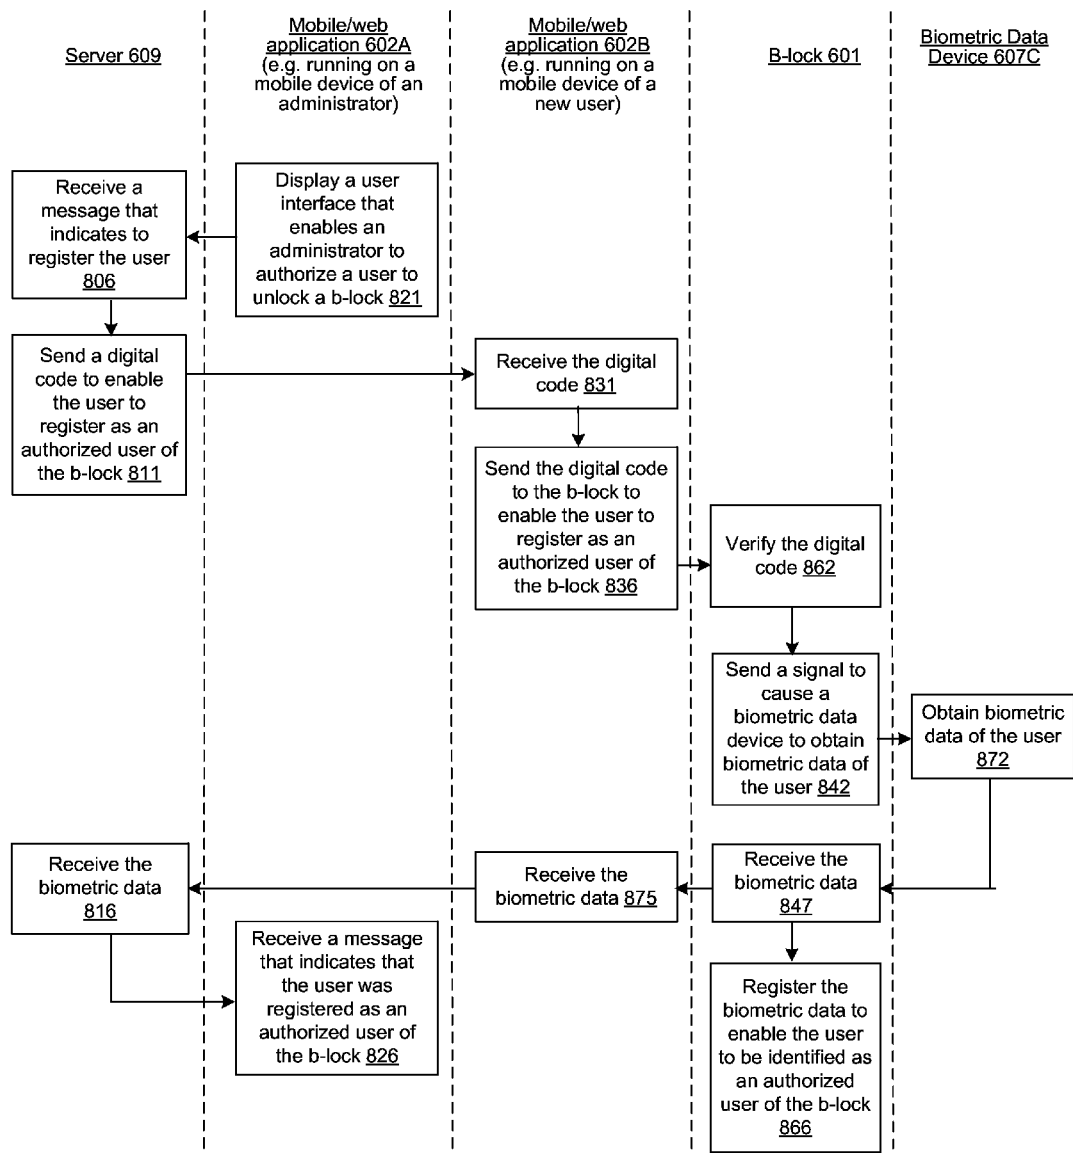 Server 609
Mobile/web
application 602A
(e.g. running on a
mobile device of an
administrator)
Mobile/web
application 602B
(e.g. running on a
mobile device of a
new user)
B-lock 601
Biometric Data
Device 607C
Receive a
message that
indicates to
register the user
806
Display a user
interface that
enables an
administrator to
authorize a user to
unlock a b-lock 821
Send a digital
code to enable
the user to
register as an
authorized user of
the b-lock 811
Receive the digital
code 831
Send the digital code
to the b-lock to
enable the user to
register as an
authorized user of
the b-lock 836
Verify the digital
code 862
Send a signal to
cause a
biometric data
device to obtain
biometric data of
the user 842
Obtain biometric
data of the user
872
Receive the
biometric data
816
Receive the
biometric data 875
Receive the
biometric data
847
Receive a message
that indicates that
the user was
registered as an
authorized user of
the b-lock 826
Register the
biometric data to
enable the user
to be identified as
an authorized
user of the b-lock
866